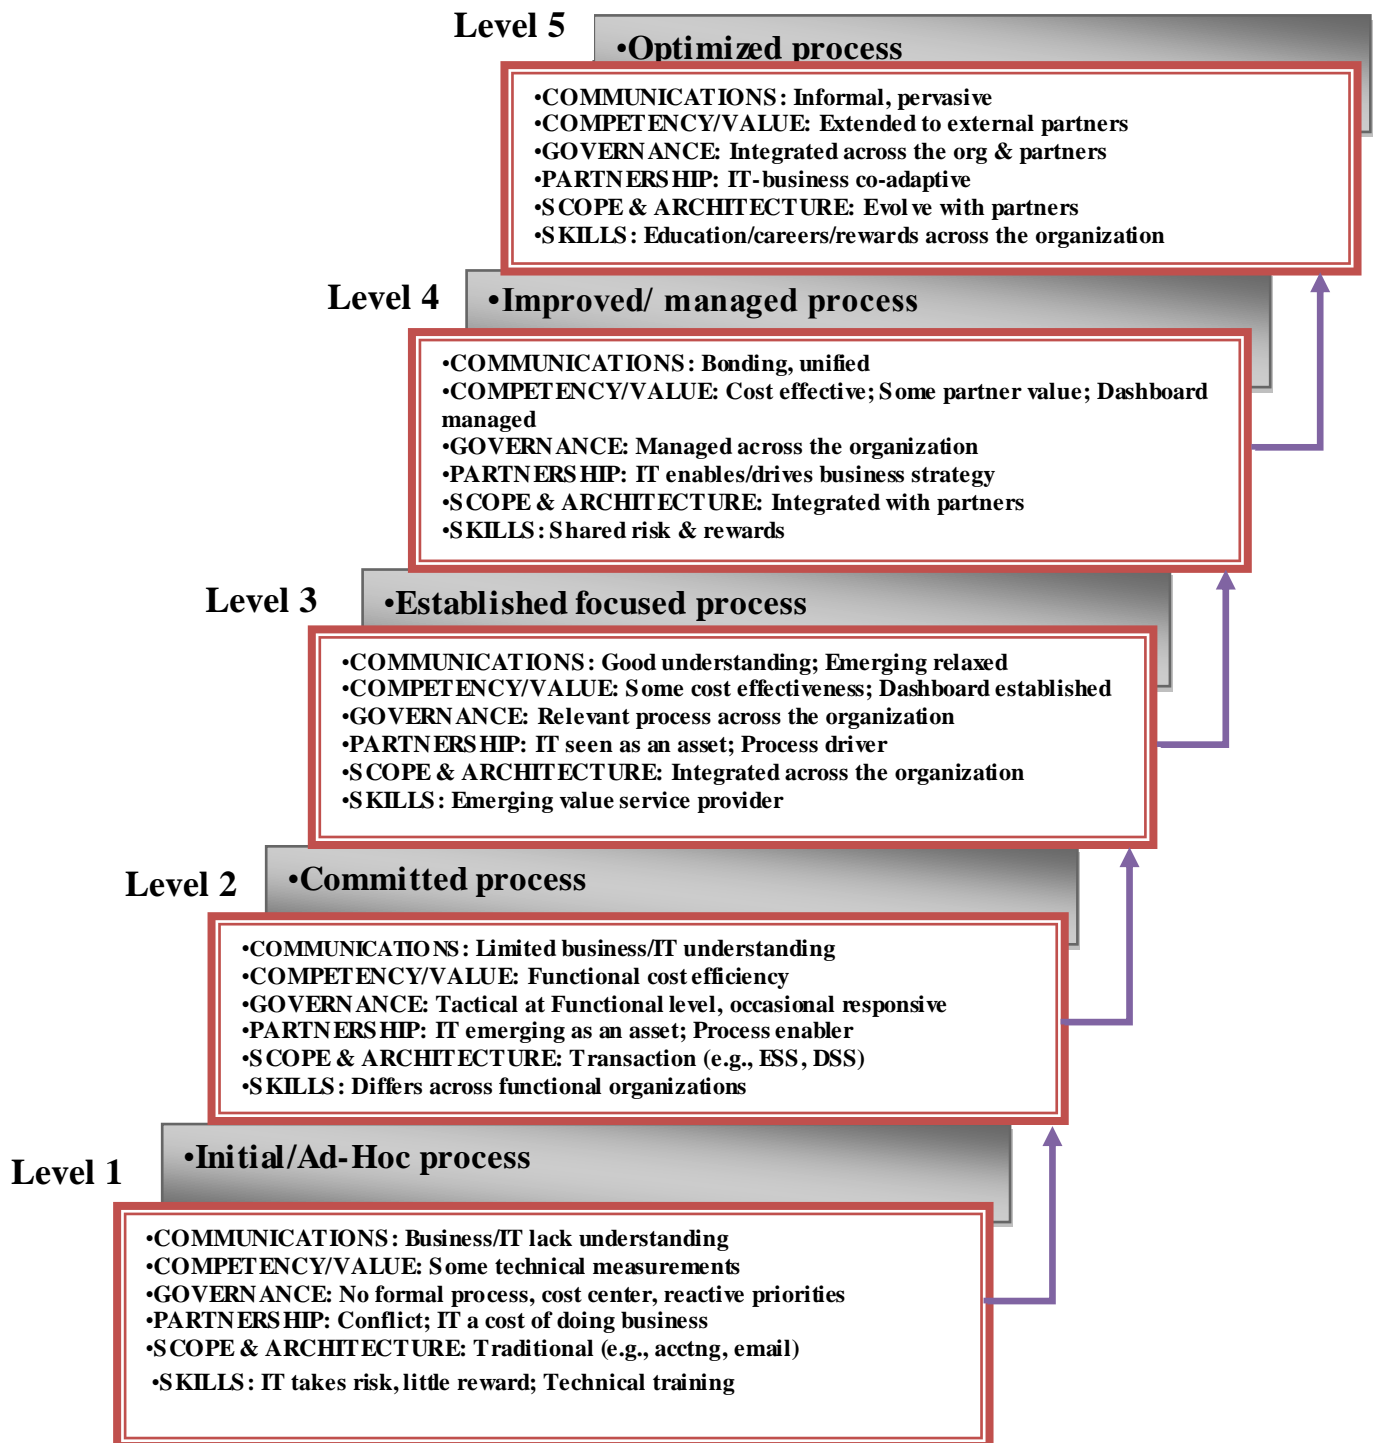 Level 5
•Optimized process
•COMMUNICATIONS: Informal, pervasive
•COMPETENCY/VALUE: Extended to external partners
•GOVERNANCE: Integrated across the org & partners
•PARTNERSHIP: IT-business co-adaptive
•SCOPE & ARCHITECTURE: Evolve with partners
•SKILLS: Education/careers/rewards across the organization
Level 4
•Improved/ managed process
•COMMUNICATIONS: Bonding, unified
•COMPETENCY/VALUE: Cost effective; Some partner value; Dashboard
managed
•GOVERNANCE: Managed across the organization
•PARTNERSHIP: IT enables/drives business strategy
•SCOPE & ARCHITECTURE: Integrated with partners
•SKILLS: Shared risk & rewards
Level 3
•Established focused process
•COMMUNICATIONS: Good understanding; Emerging relaxed
•COMPETENCY/VALUE: Some cost effectiveness; Dashboard established
•GOVERNANCE: Relevant process across the organization
•PARTNERSHIP: IT seen as an asset; Process driver
•SCOPE & ARCHITECTURE: Integrated across the organization
•SKILLS: Emerging value service provider
Level 2
•Committed process
•COMMUNICATIONS: Limited business/IT understanding
•COMPETENCY/VALUE: Functional cost efficiency
•GOVERNANCE: Tactical at Functional level, occasional responsive
•PARTNERSHIP: IT emerging as an asset; Process enabler
•SCOPE & ARCHITECTURE: Transaction (e.g., ESS, DSS)
•SKILLS: Differs across functional organizations
Level 1
•Initial/Ad-Hoc process
•COMMUNICATIONS: Business/IT lack understanding
•COMPETENCY/VALUE: Some technical measurements
•GOVERNANCE: No formal process, cost center, reactive priorities
•PARTNERSHIP: Conflict; IT a cost of doing business
•SCOPE & ARCHITECTURE: Traditional (e.g., acctng, email)
•SKILLS: IT takes risk, little reward; Technical training